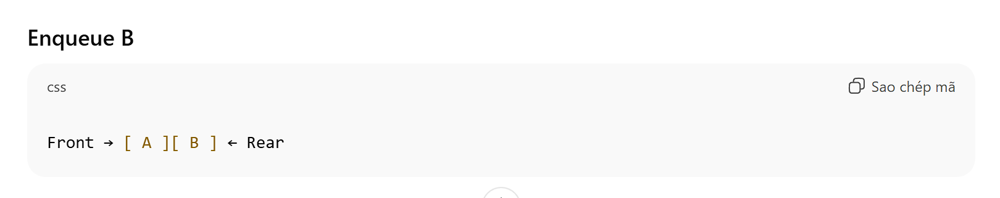 Enqueue B
css
Sao chép mã
Front → [ A ][ B ] ← Rear